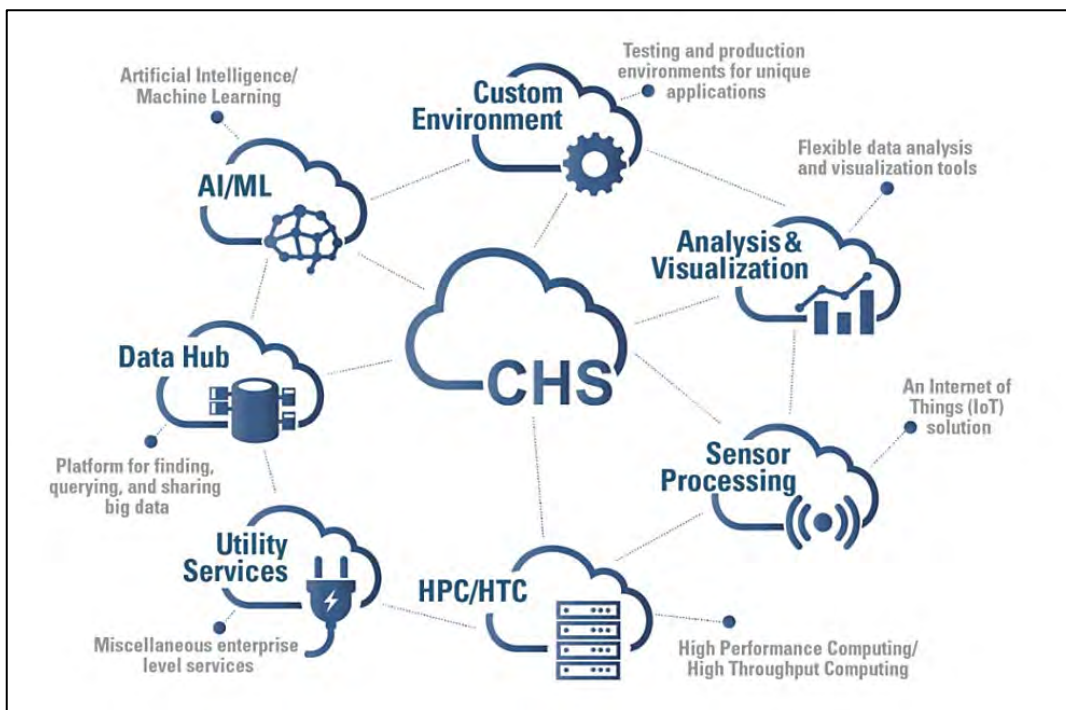 Testing and production
environments for unique
applications
Custom
Environment
Artificial Intelligence/
Machine Learning
AI/ML
Flexible data analysis
and visualization tools
Analysis &
Visualization
CHS
Data Hub
Platform for finding,
querying, and sharing
big data
An Internet of
Things (IoT)
solution
Sensor
Processing
Utility
Services
Miscellaneous enterprise
level services
HPC/HTC
High Performance Computing/
High Throughput Computing